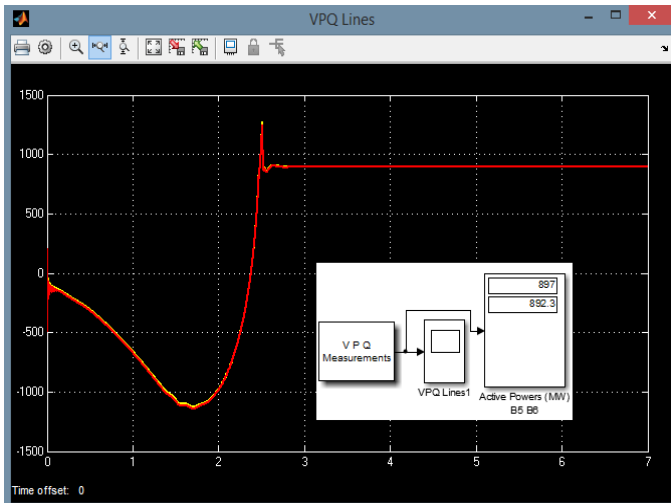 VPQ Lines
1500
1000
500
0
-500
-1000
-1500
0 1 2 3 4 5 6 7
897
892.3
V P Q
Measurements
VPQ Lines1
Active Powers (MW)
B5 B6
Time offset: 0